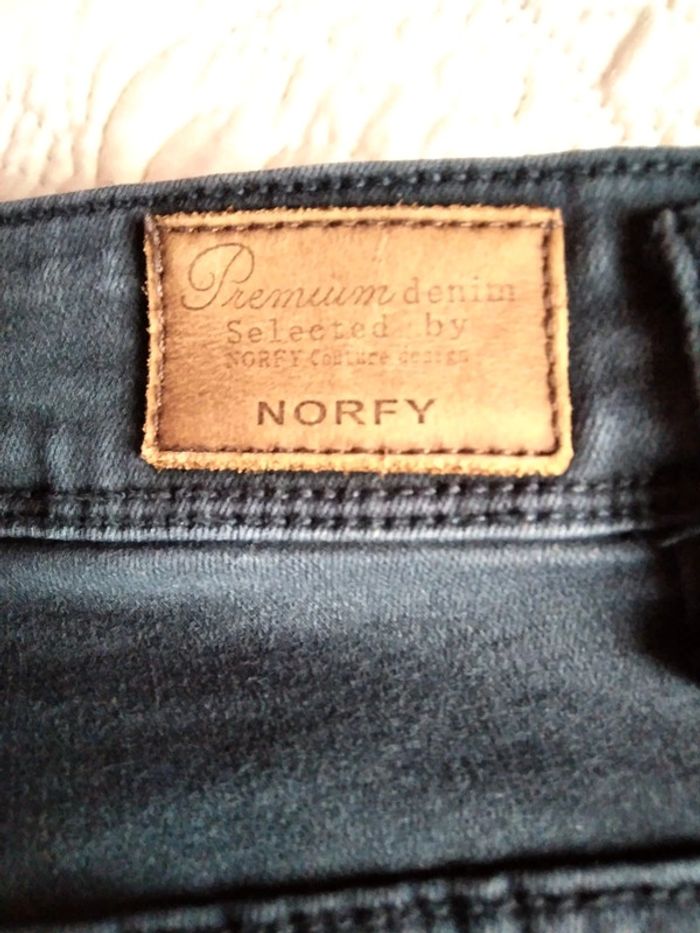 Premium denim
Selected by
NORFY Couture design
NORFY